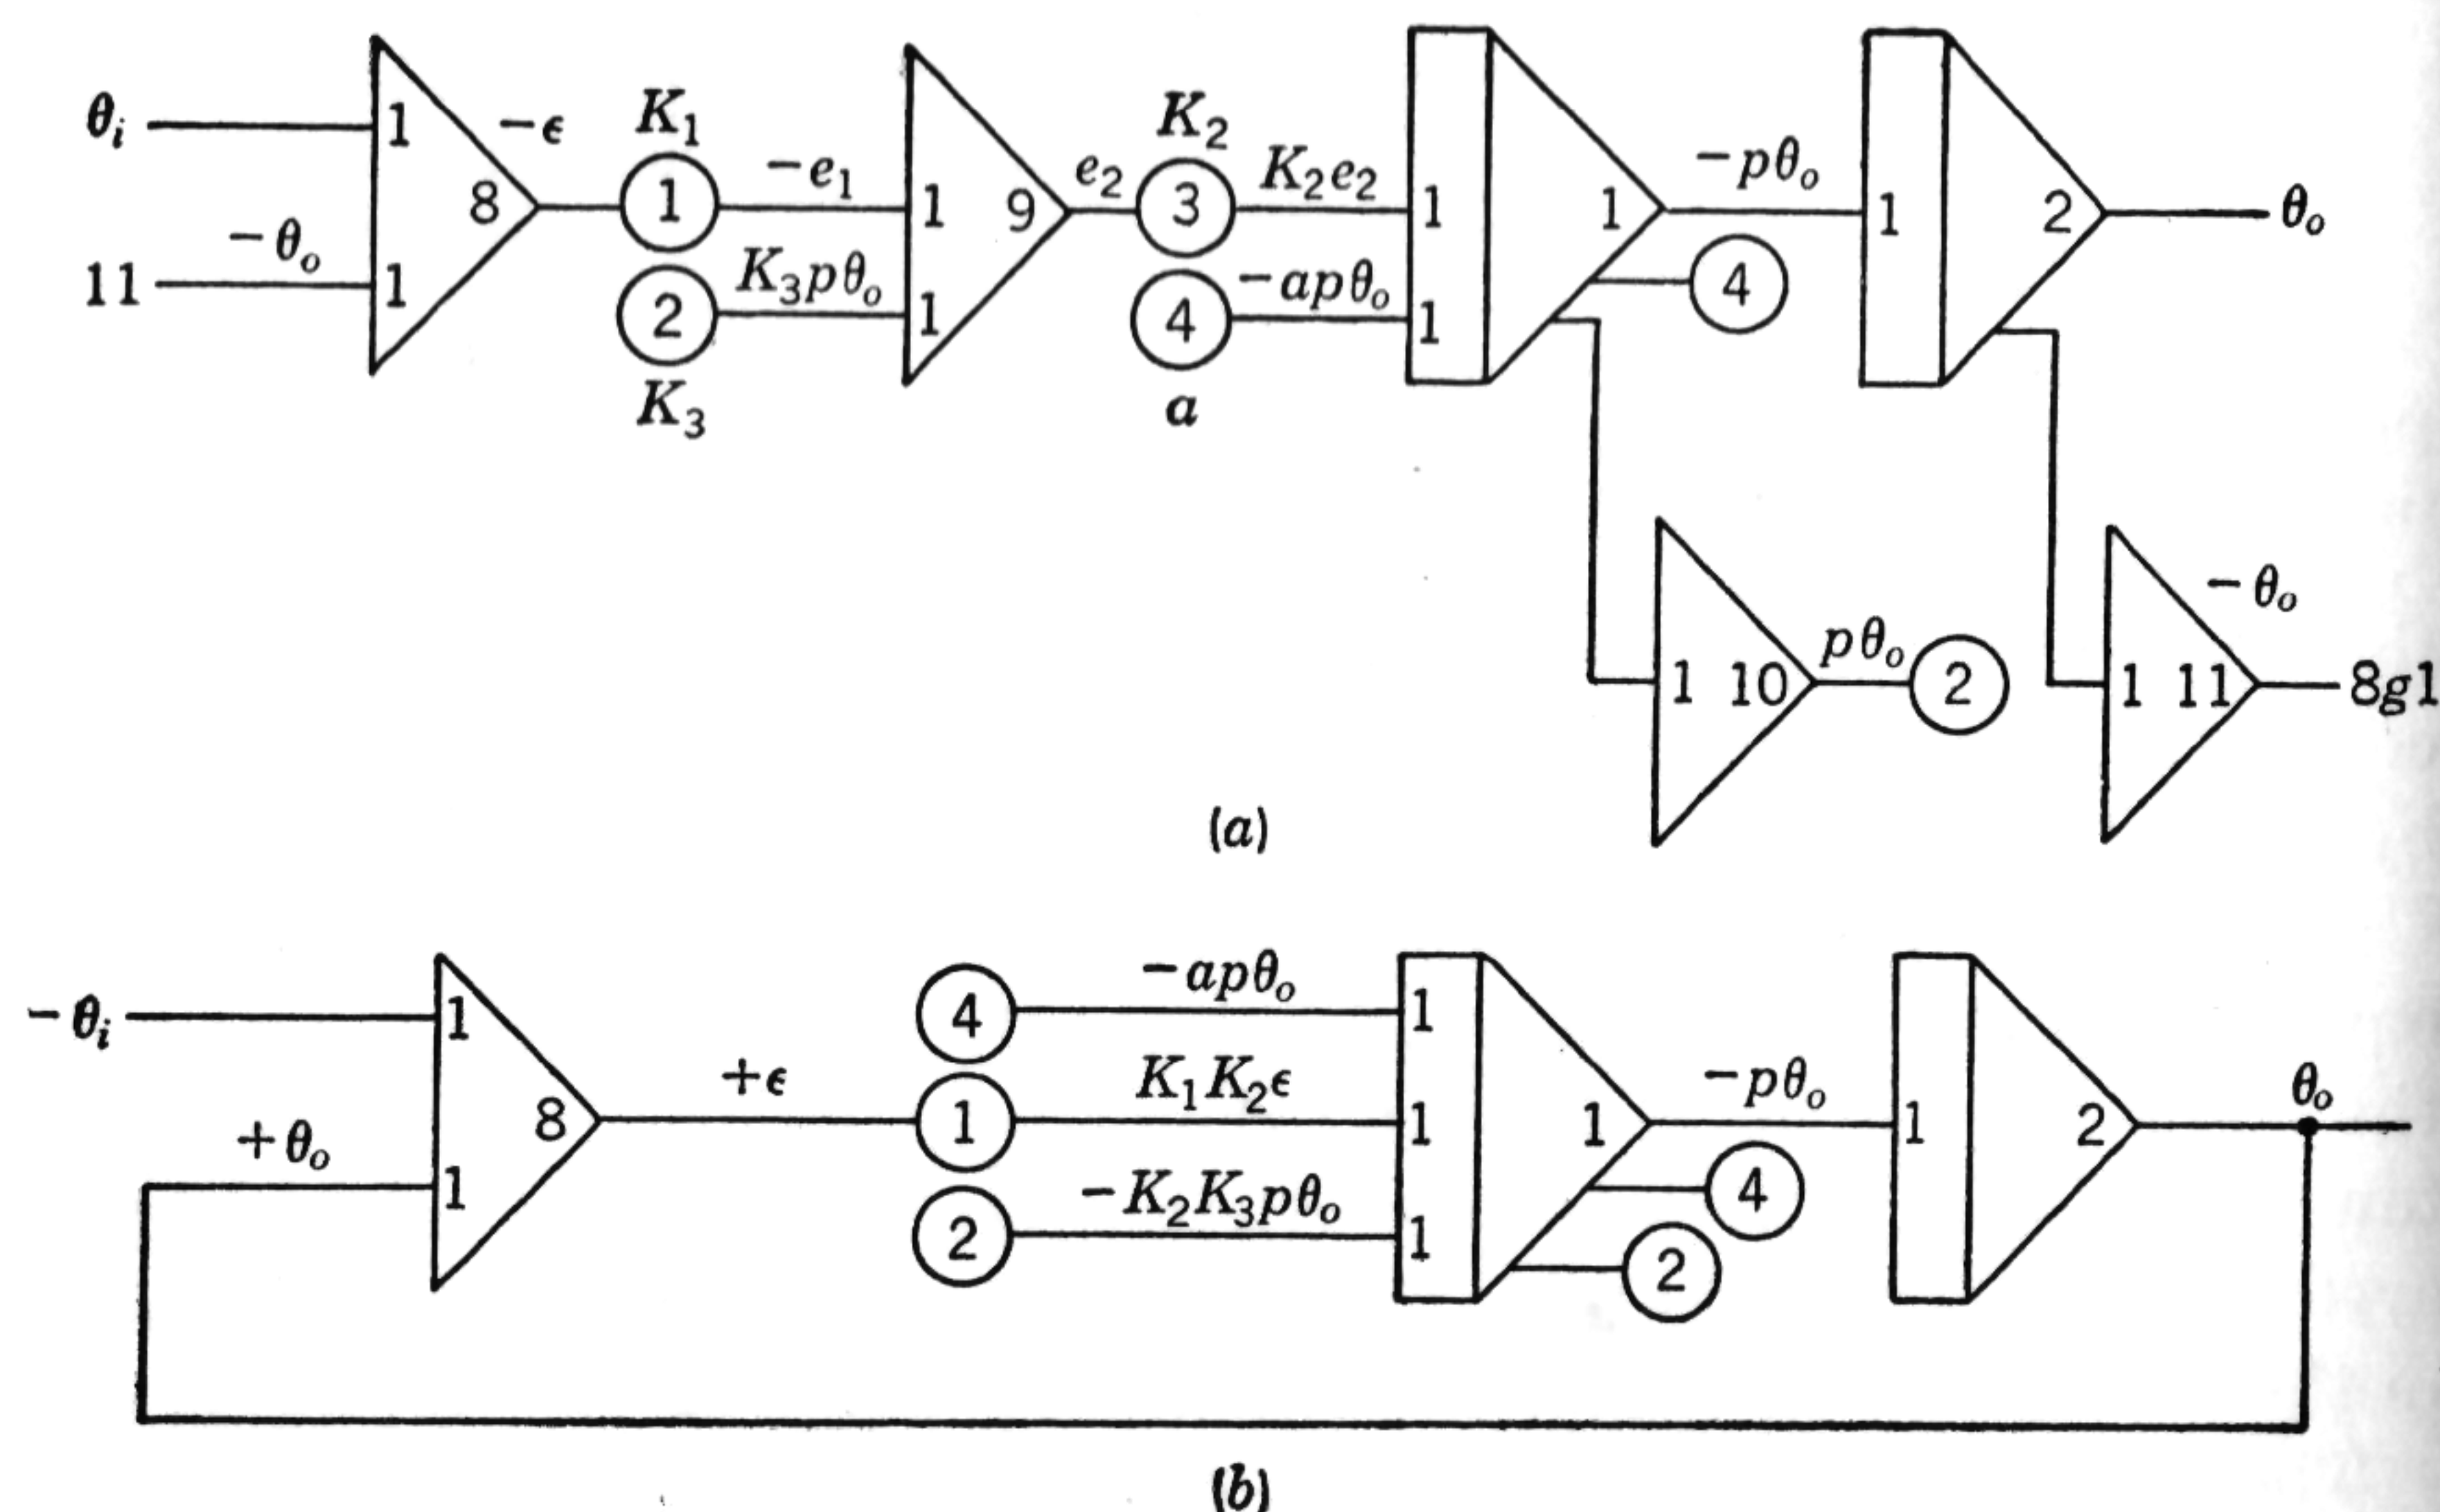 K₁ K₂
θᵢ 1 −ϵ −e₁ e₂ K₂e₂ −pθₒ
8 1 1 9 3 1 1 1 2 θₒ
11 −θₒ 1 2 K₃pθₒ 1 4 −apθₒ 1 4
K₃ a
1 10 pθₒ 2 1 11 −θₒ 8g1
(a)
4 −apθₒ 1
−θᵢ 1 8 +ϵ 1 K₁K₂ϵ 1 1 −pθₒ 1 2 θₒ
+θₒ 1 2 −K₂K₃pθₒ 1 4
2
(b)